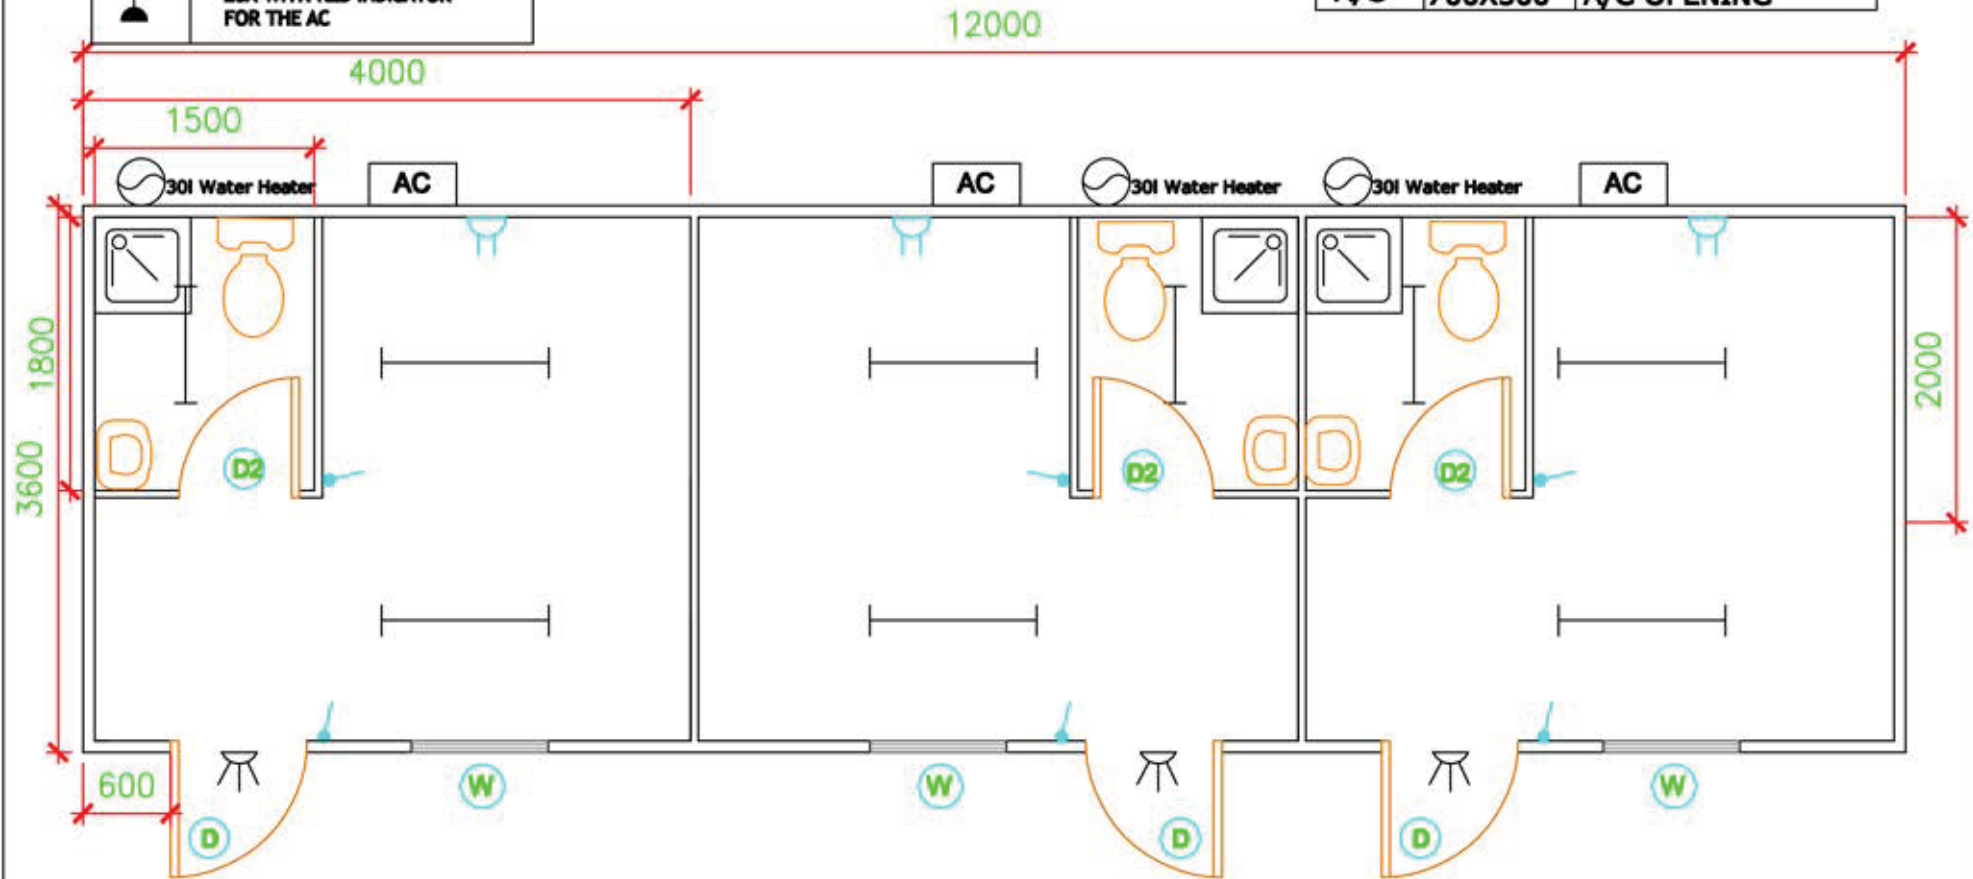 FOR THE AC
12000
4000
1500
30l Water Heater
AC
AC
30l Water Heater
30l Water Heater
AC
1800
3600
2000
D2
D2
D2
600
W
W
W
D
D
D